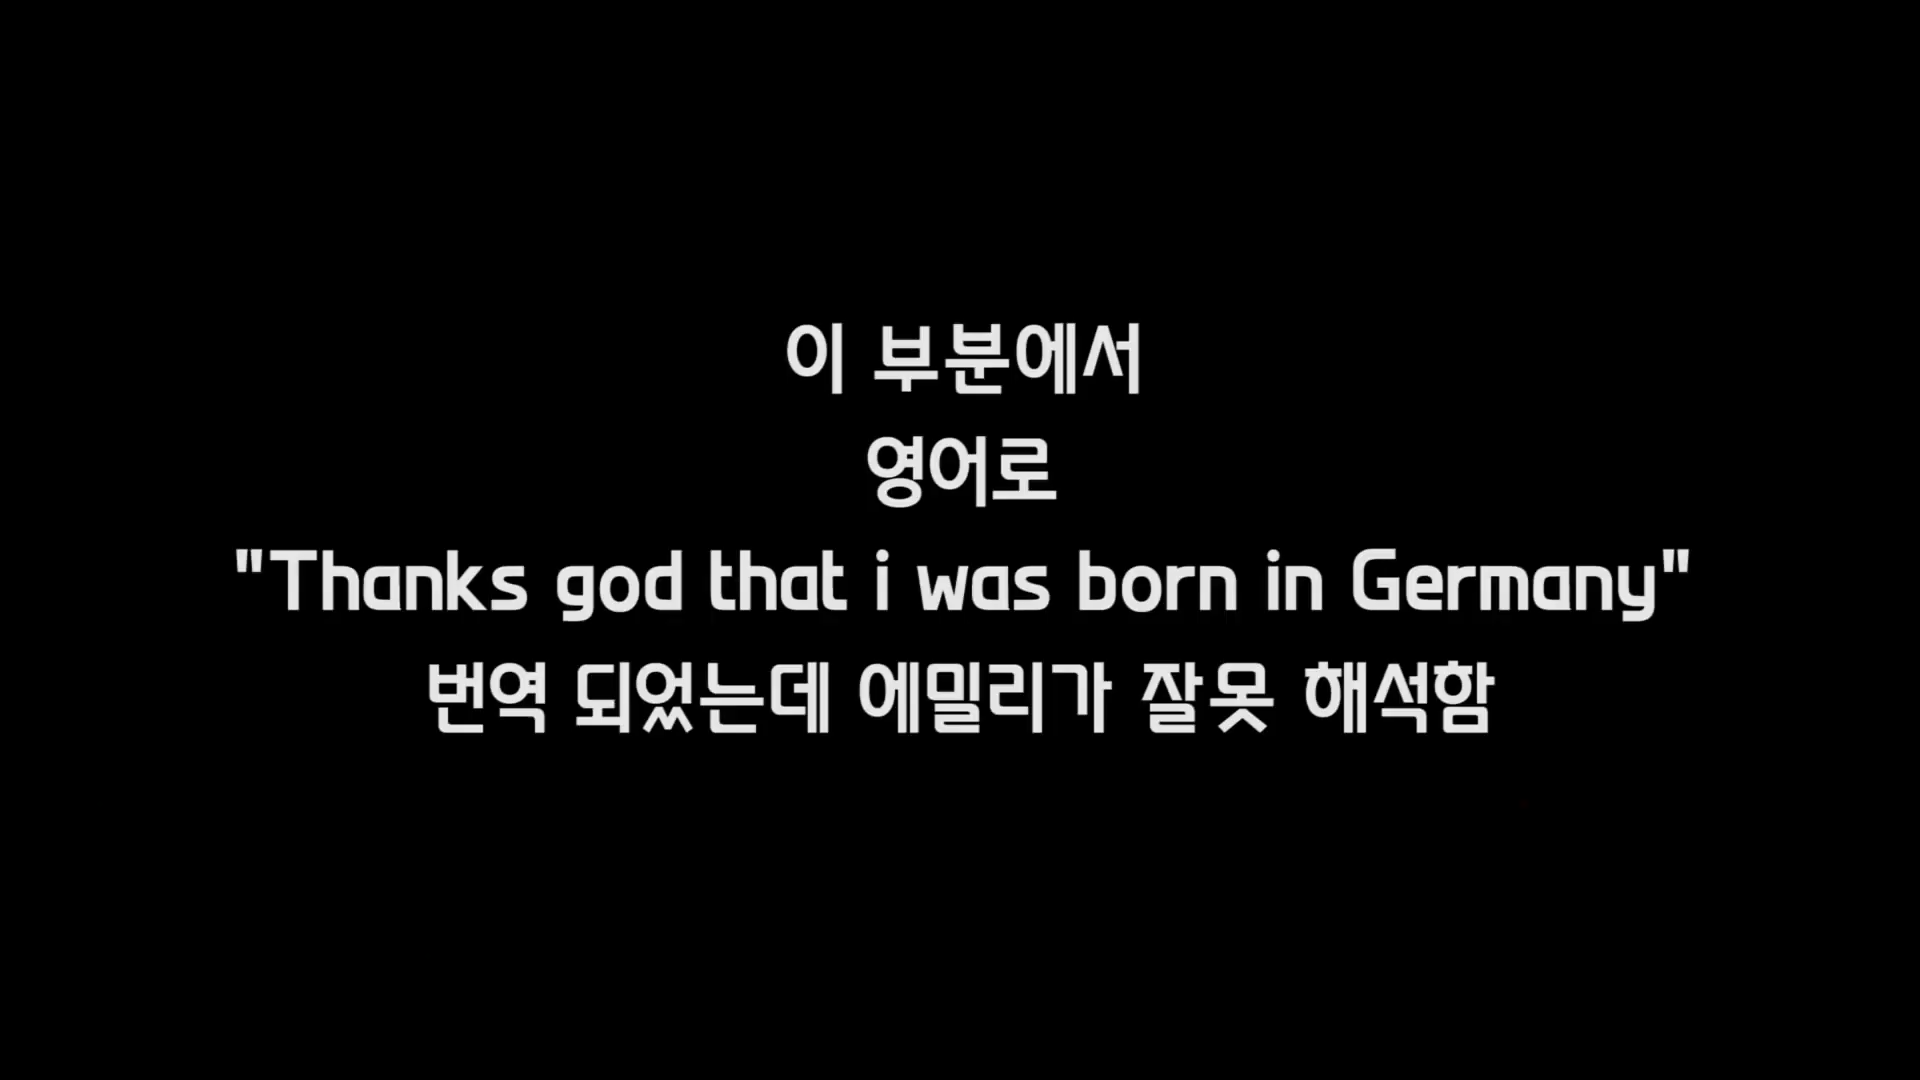 이 부분에서
영어로
"Thanks god that i was born in Germany"
번역 되었는데 에밀리가 잘못 해석함